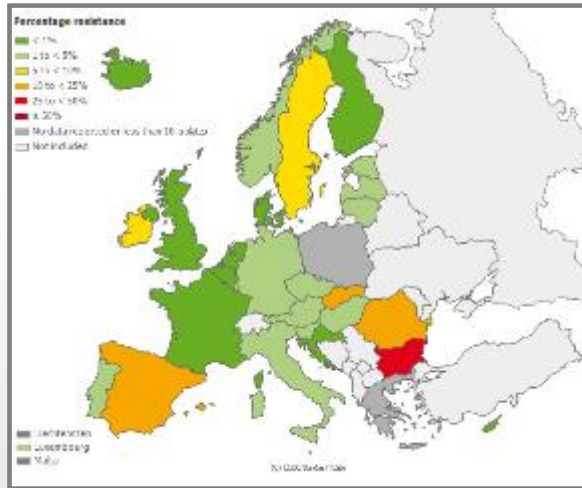 Percentage resistance
< 1%
1 to < 5%
5 to < 10%
10 to < 25%
25 to < 50%
≥ 50%
No data reported or less than 10 isolates
Not included
Liechtenstein
Luxembourg
Malta